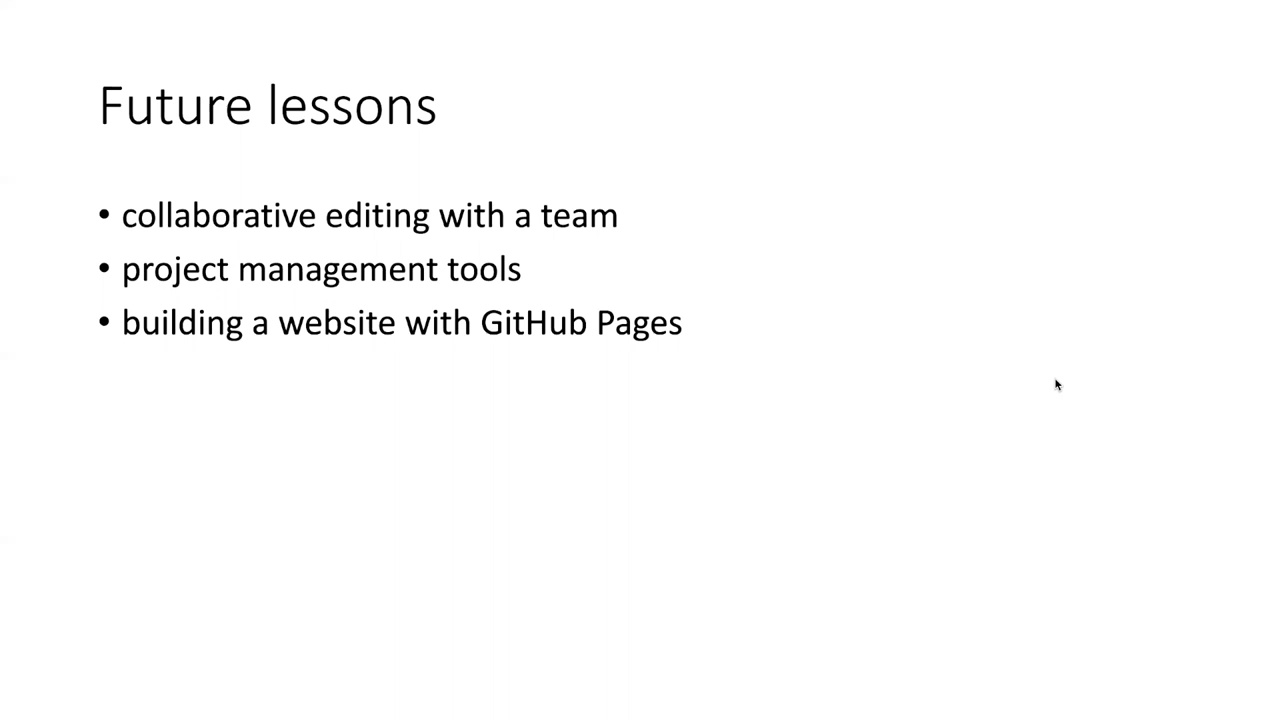 Future lessons
• collaborative editing with a team
• project management tools
• building a website with GitHub Pages